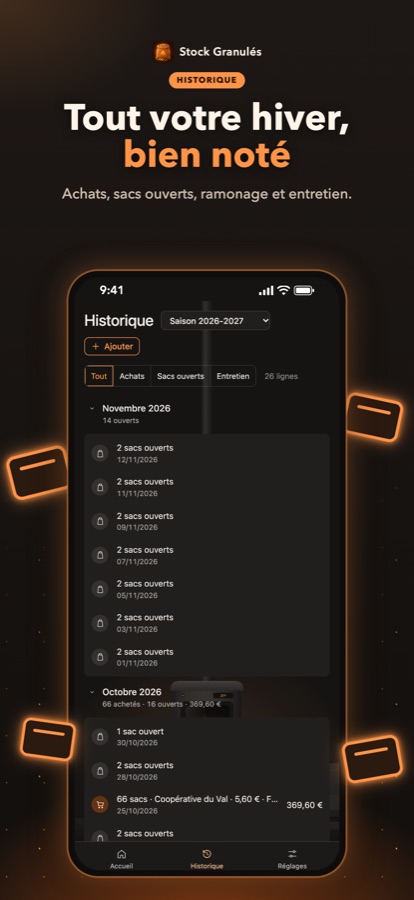 Stock Granulés
HISTORIQUE
Tout votre hiver,
bien noté
Achats, sacs ouverts, ramonage et entretien.
9:41
Historique
Saison 2026-2027
+ Ajouter
Tout Achats Sacs ouverts Entretien 26 lignes
Novembre 2026
14 ouverts
2 sacs ouverts
12/11/2026
2 sacs ouverts
11/11/2026
2 sacs ouverts
09/11/2026
2 sacs ouverts
07/11/2026
2 sacs ouverts
05/11/2026
2 sacs ouverts
03/11/2026
2 sacs ouverts
01/11/2026
Octobre 2026
66 achetés · 16 ouverts · 369,60 €
1 sac ouvert
30/10/2026
2 sacs ouverts
28/10/2026
66 sacs · Coopérative du Val · 5,60 € · F... 369,60 €
25/10/2026
2 sacs ouverts
Accueil Historique Réglages